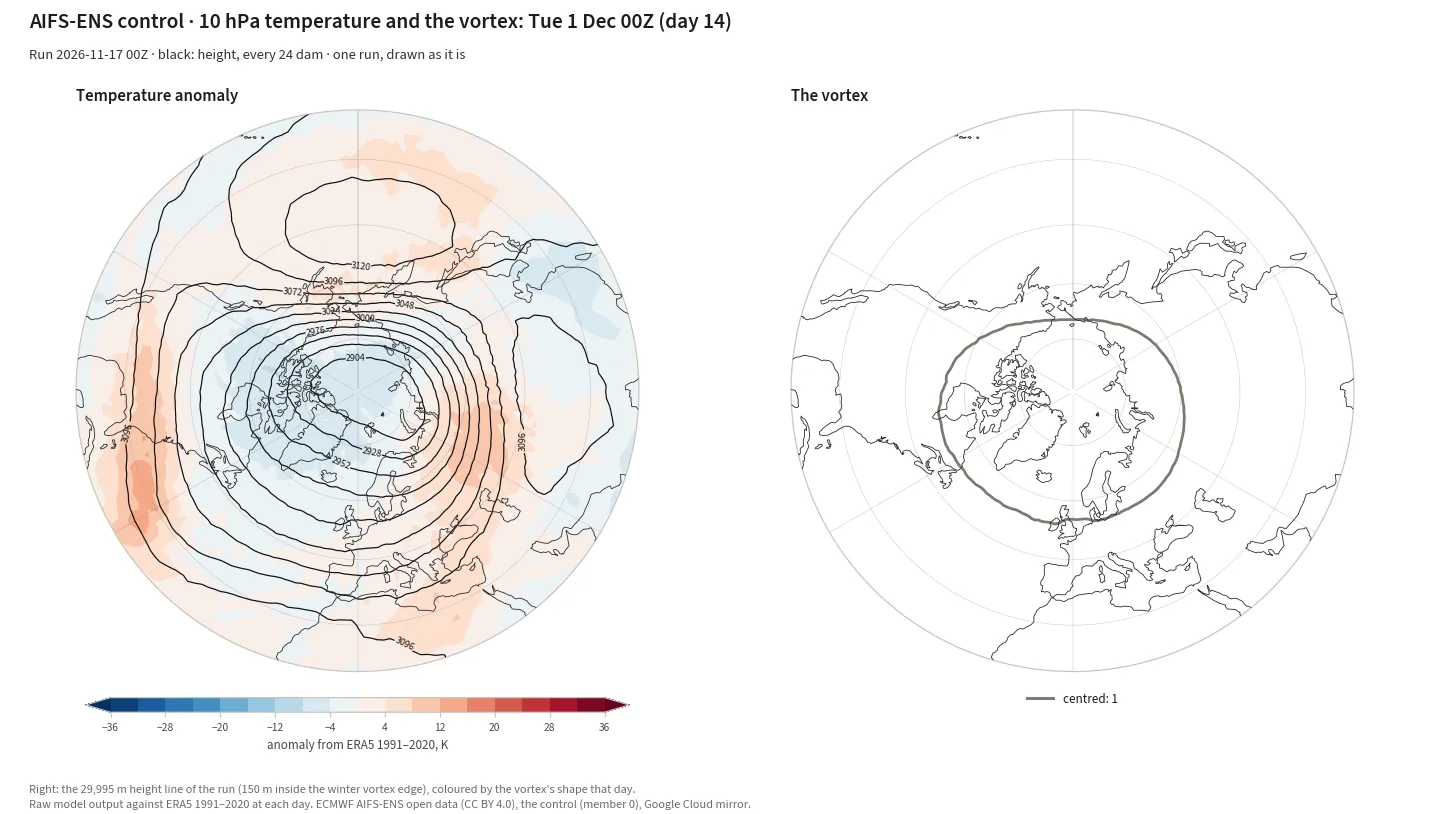 AIFS-ENS control · 10 hPa temperature and the vortex: Tue 1 Dec 00Z (day 14)
Run 2026-11-17 00Z · black: height, every 24 dam · one run, drawn as it is
Temperature anomaly
The vortex
3120
3096
3072
3048
3024
3000
2976
2904
3096
3096
2928
2952
3096
−36
−28
−20
−12
−4
4
12
20
28
36
anomaly from ERA5 1991–2020, K
centred: 1
Right: the 29,995 m height line of the run (150 m inside the winter vortex edge), coloured by the vortex's shape that day.
Raw model output against ERA5 1991–2020 at each day. ECMWF AIFS-ENS open data (CC BY 4.0), the control (member 0), Google Cloud mirror.